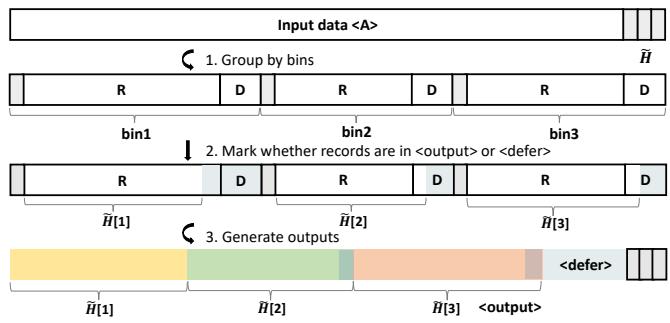 Input data <A>
1. Group by bins
H̃
R D R D R D
bin1 bin2 bin3
2. Mark whether records are in <output> or <defer>
R D R D R D
H̃[1] H̃[2] H̃[3]
3. Generate outputs
<defer>
H̃[1] H̃[2] H̃[3] <output>